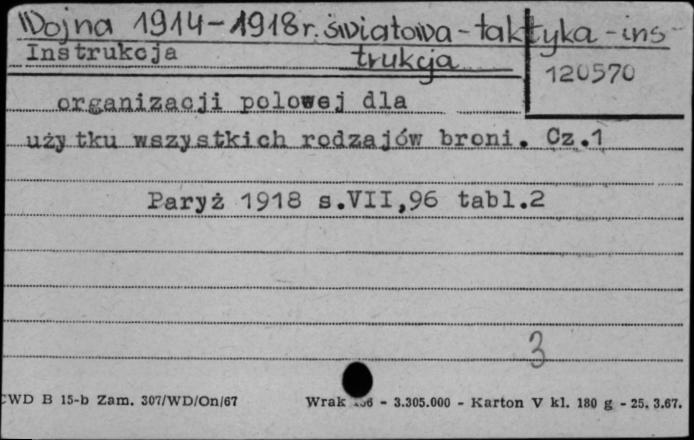 Wojna 1914-1918r. światowa - taktyka - ins-
trukcja
Instrukcja
120570
organizacji polowej dla
użytku wszystkich rodzajów broni. Cz.1
Paryż 1918 s.VII,96 tabl.2
3
CWD B 15-b Zam. 307/WD/On/67
Wrak - 3.305.000 - Karton V kl. 180 g - 25. 3.67.